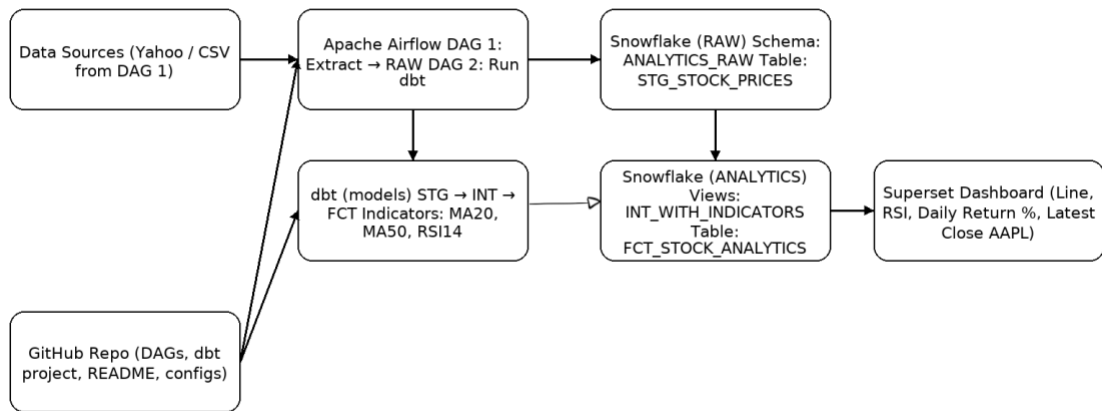 Data Sources (Yahoo / CSV
from DAG 1)
Apache Airflow DAG 1:
Extract → RAW DAG 2: Run
dbt
Snowflake (RAW) Schema:
ANALYTICS_RAW Table:
STG_STOCK_PRICES
dbt (models) STG → INT →
FCT Indicators: MA20,
MA50, RSI14
Snowflake (ANALYTICS)
Views:
INT_WITH_INDICATORS
Table:
FCT_STOCK_ANALYTICS
Superset Dashboard (Line,
RSI, Daily Return %, Latest
Close AAPL)
GitHub Repo (DAGs, dbt
project, README, configs)